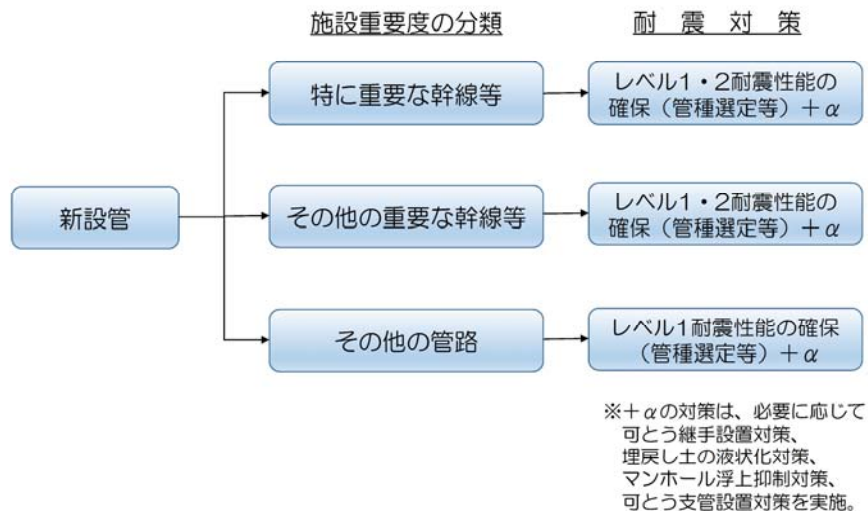 施設重要度の分類
耐 震 対 策
特に重要な幹線等
レベル1・2耐震性能の
確保（管種選定等）＋α
新設管
その他の重要な幹線等
レベル1・2耐震性能の
確保（管種選定等）＋α
その他の管路
レベル1耐震性能の確保
（管種選定等）＋α
※＋αの対策は、必要に応じて
可とう継手設置対策、
埋戻し土の液状化対策、
マンホール浮上抑制対策、
可とう支管設置対策を実施。